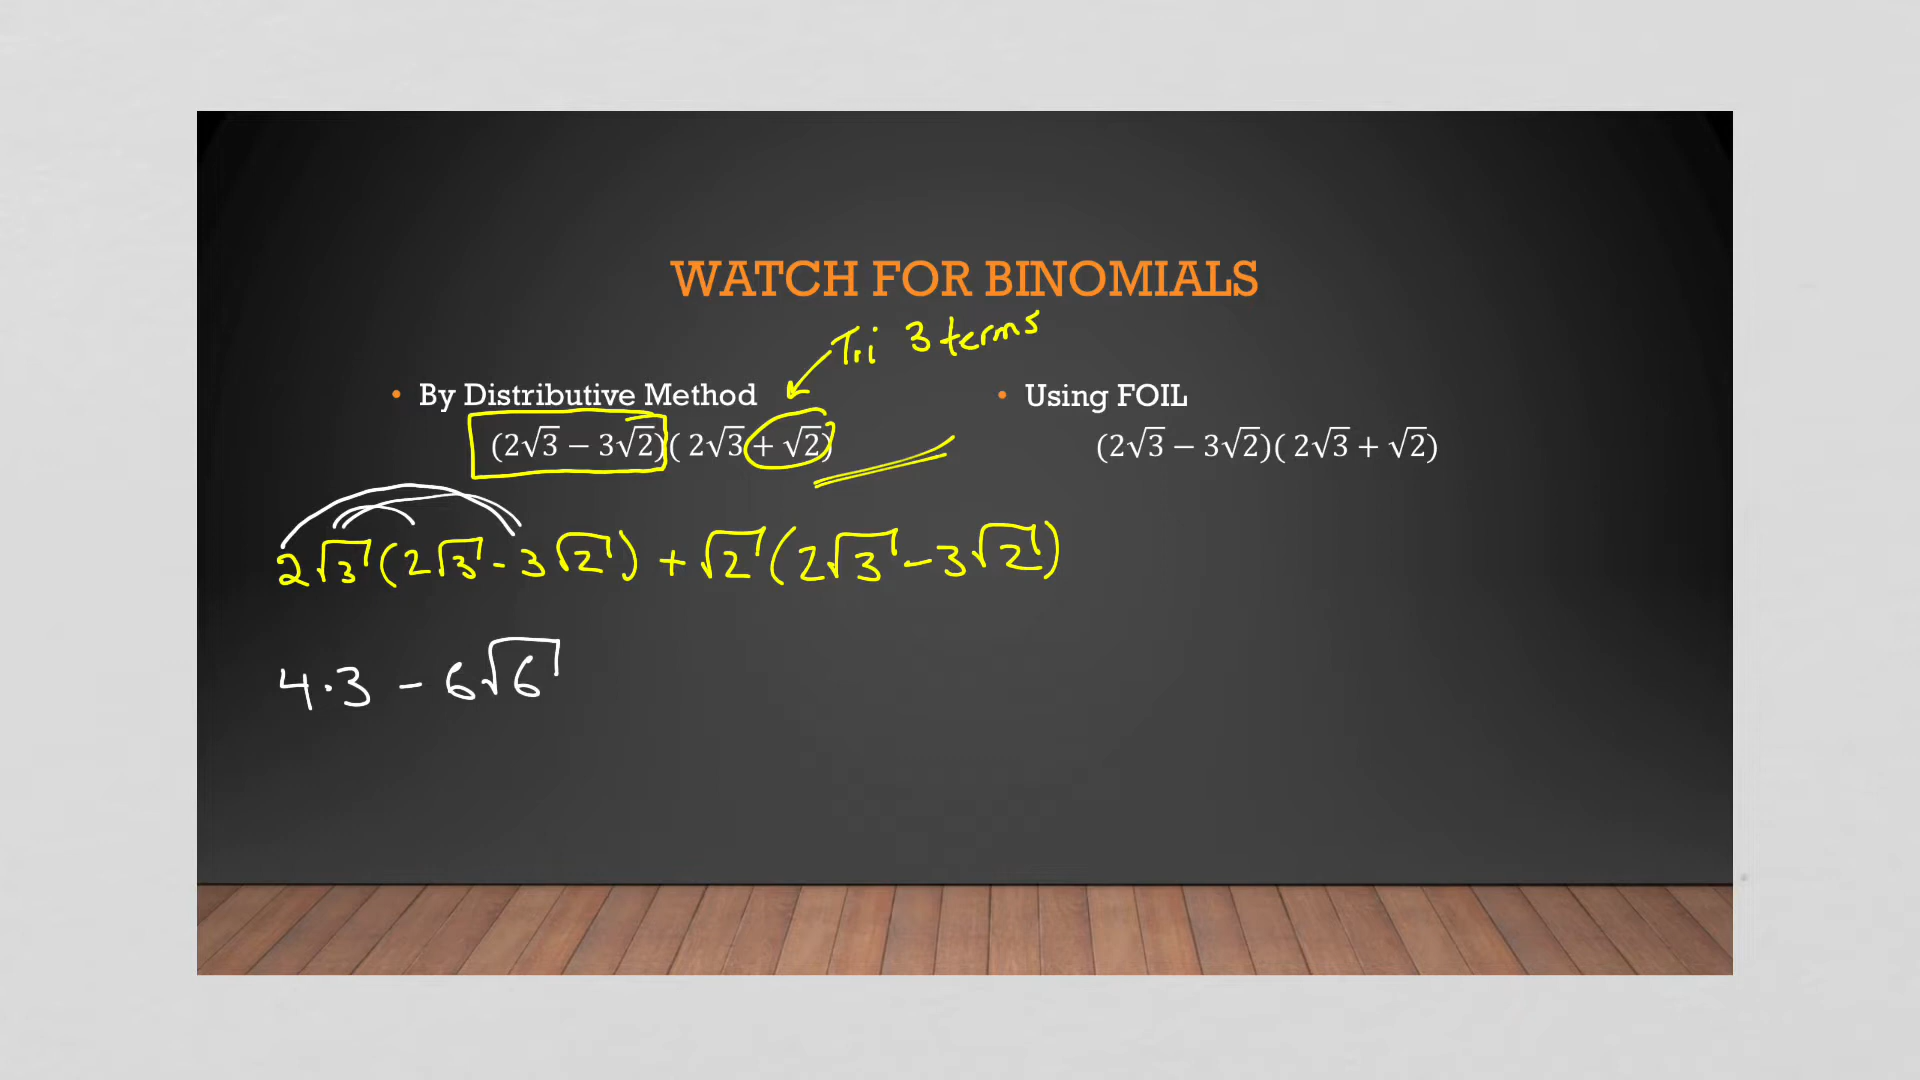 WATCH FOR BINOMIALS
Tri 3 terms
• By Distributive Method
(2√3 − 3√2)( 2√3 + √2)
• Using FOIL
(2√3 − 3√2)( 2√3 + √2)
2√3(2√3 - 3√2) + √2(2√3 - 3√2)
4·3 - 6√6